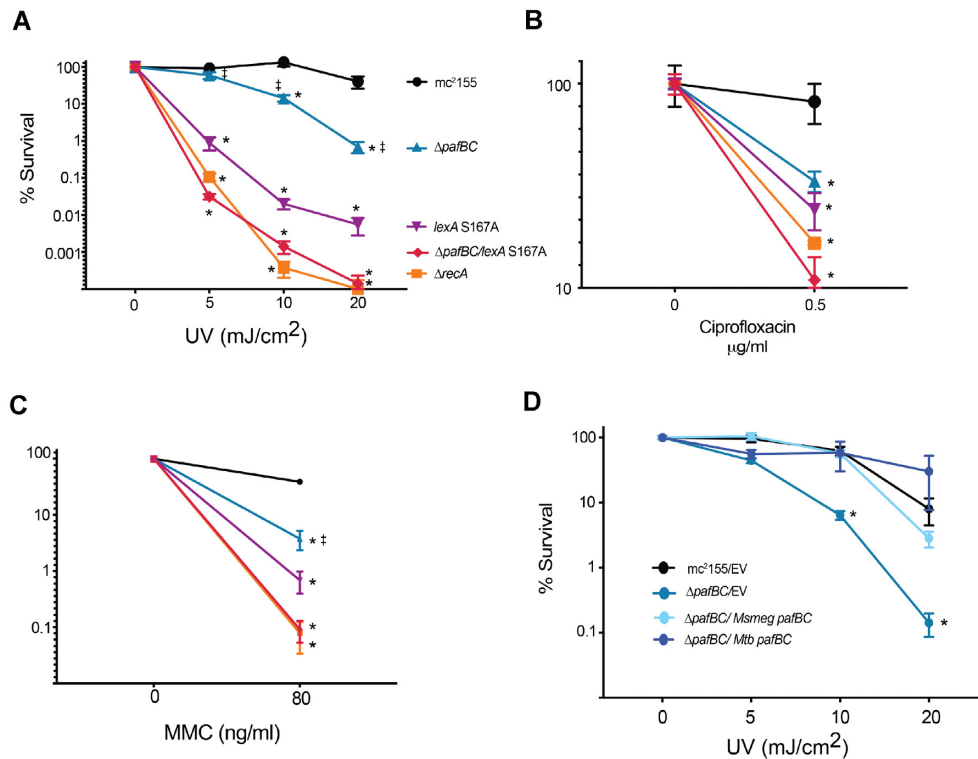 A
100
10
1
0.1
0.01
0.001
% Survival
0
5
10
20
UV (mJ/cm²)
‡
‡
*
* ‡
*
*
*
*
*
*
*
*
*
*
mc²155
ΔpafBC
lexA S167A
ΔpafBC/lexA S167A
ΔrecA
B
100
10
% Survival
0
0.5
Ciprofloxacin
μg/ml
*
*
*
*
C
100
10
1
0.1
0
80
MMC (ng/ml)
* ‡
*
*
*
D
100
10
1
0.1
% Survival
0
5
10
20
UV (mJ/cm²)
*
*
mc²155/EV
ΔpafBC/EV
ΔpafBC/ Msmeg pafBC
ΔpafBC/ Mtb pafBC